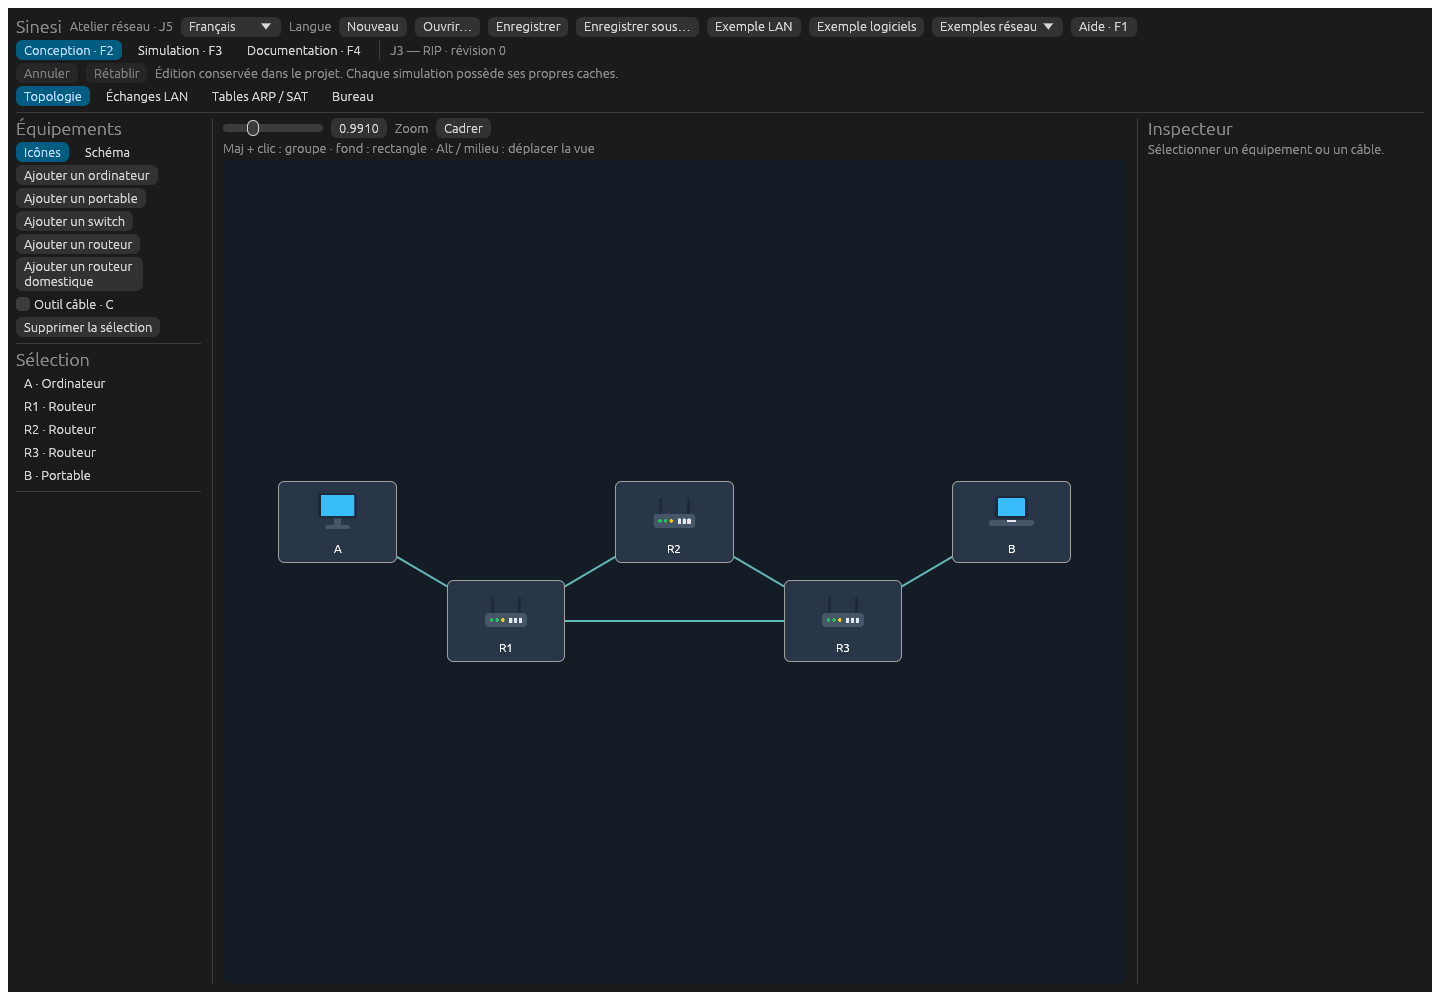 Sinesi Atelier réseau · J5 Français Langue Nouveau Ouvrir… Enregistrer Enregistrer sous… Exemple LAN Exemple logiciels Exemples réseau Aide · F1
Conception · F2 Simulation · F3 Documentation · F4 J3 — RIP · révision 0
Annuler Rétablir Édition conservée dans le projet. Chaque simulation possède ses propres caches.
Topologie Échanges LAN Tables ARP / SAT Bureau
Équipements
Icônes Schéma
Ajouter un ordinateur
Ajouter un portable
Ajouter un switch
Ajouter un routeur
Ajouter un routeur
domestique
Outil câble · C
Supprimer la sélection
Sélection
A · Ordinateur
R1 · Routeur
R2 · Routeur
R3 · Routeur
B · Portable
0.9910 Zoom Cadrer
Maj + clic : groupe · fond : rectangle · Alt / milieu : déplacer la vue
A
R2
B
R1
R3
Inspecteur
Sélectionner un équipement ou un câble.